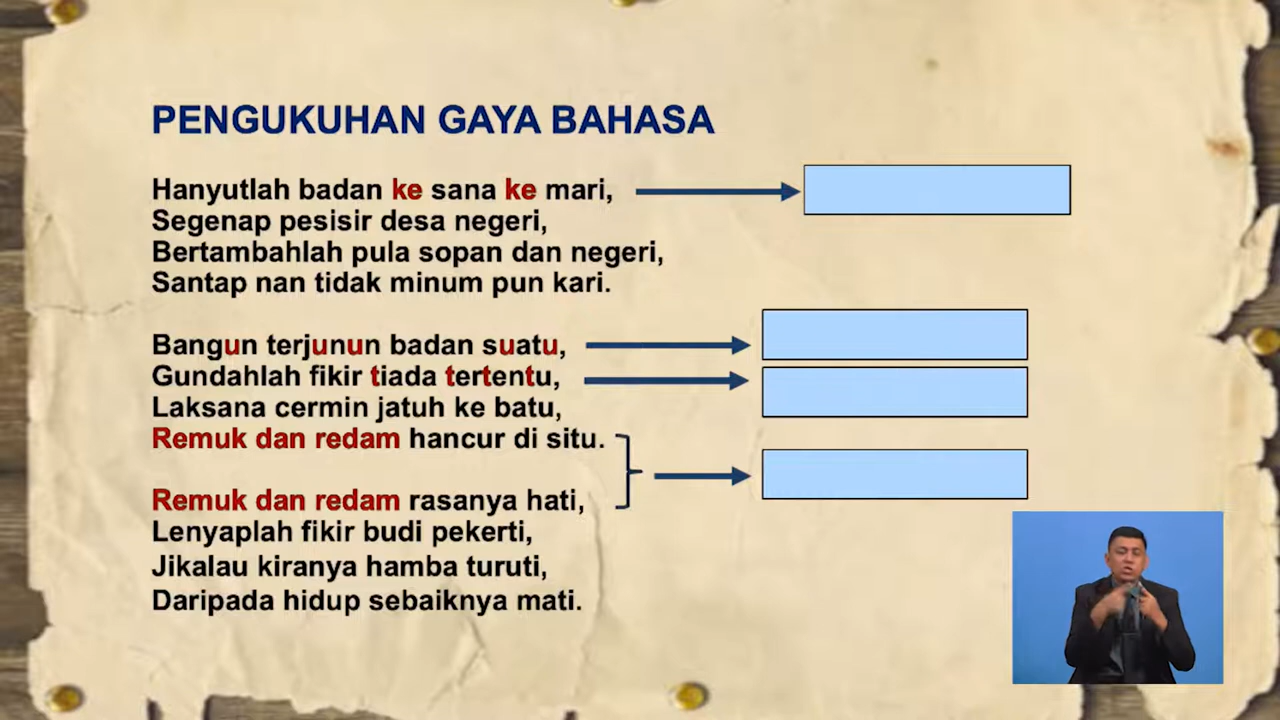 PENGUKUHAN GAYA BAHASA
Hanyutlah badan ke sana ke mari,
Segenap pesisir desa negeri,
Bertambahlah pula sopan dan negeri,
Santap nan tidak minum pun kari.
Bangun terjunun badan suatu,
Gundahlah fikir tiada tertentu,
Laksana cermin jatuh ke batu,
Remuk dan redam hancur di situ.
Remuk dan redam rasanya hati,
Lenyaplah fikir budi pekerti,
Jikalau kiranya hamba turuti,
Daripada hidup sebaiknya mati.